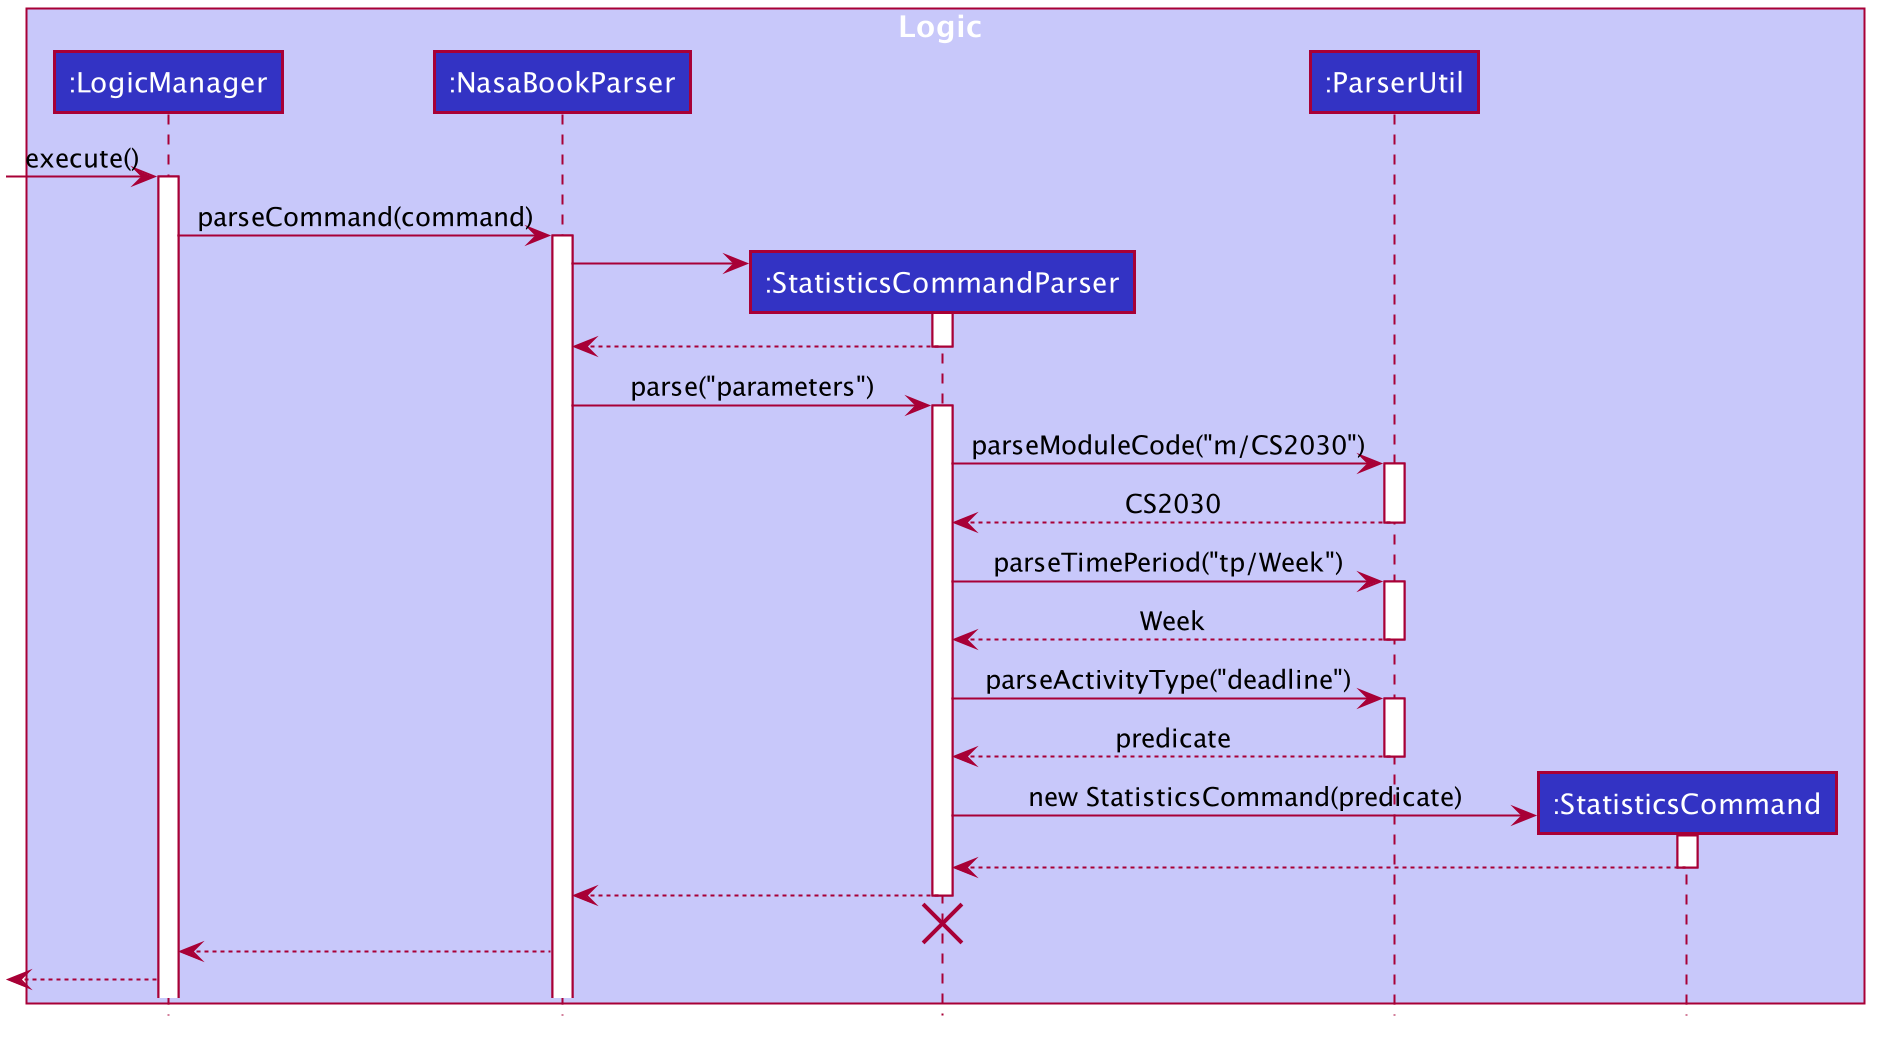 Logic
:LogicManager
:NasaBookParser
:ParserUtil
execute()
parseCommand(command)
:StatisticsCommandParser
parse("parameters")
parseModuleCode("m/CS2030")
CS2030
parseTimePeriod("tp/Week")
Week
parseActivityType("deadline")
predicate
new StatisticsCommand(predicate)
:StatisticsCommand